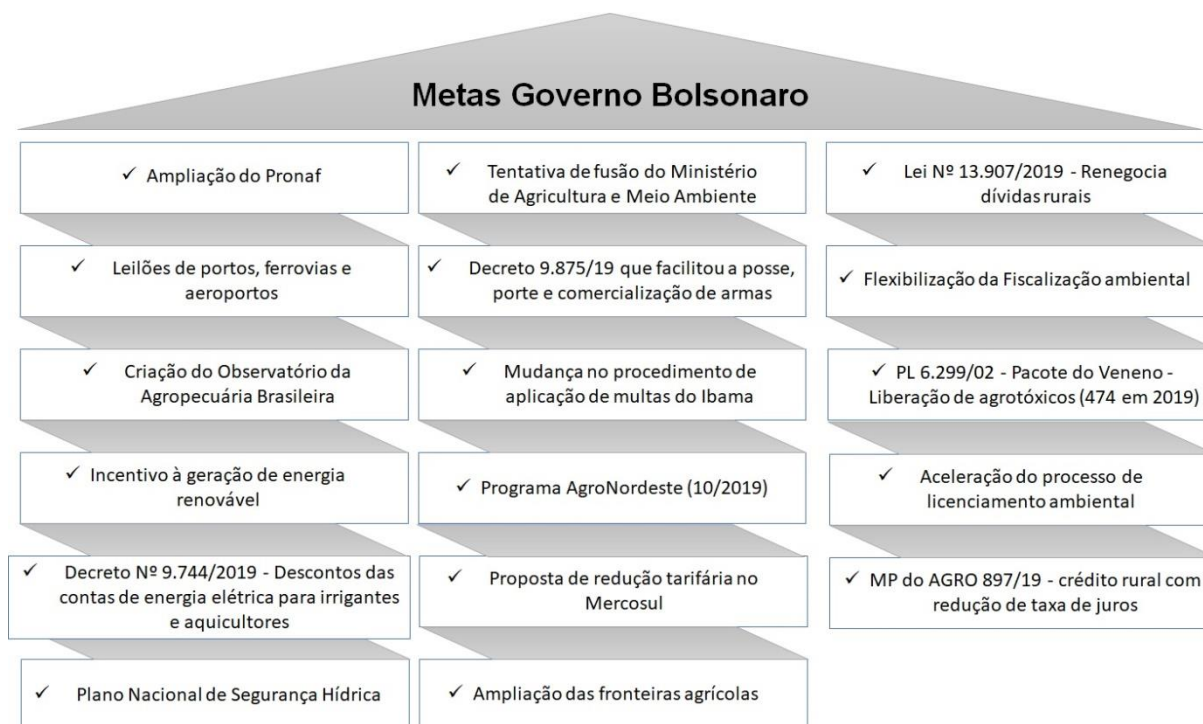 Metas Governo Bolsonaro
✓ Ampliação do Pronaf
✓ Leilões de portos, ferrovias e
aeroportos
✓ Criação do Observatório da
Agropecuária Brasileira
✓ Incentivo à geração de energia
renovável
✓ Decreto Nº 9.744/2019 - Descontos das
contas de energia elétrica para irrigantes
e aquicultores
✓ Plano Nacional de Segurança Hídrica
✓ Tentativa de fusão do Ministério
de Agricultura e Meio Ambiente
✓ Decreto 9.875/19 que facilitou a posse,
porte e comercialização de armas
✓ Mudança no procedimento de
aplicação de multas do Ibama
✓ Programa AgroNordeste (10/2019)
✓ Proposta de redução tarifária no
Mercosul
✓ Ampliação das fronteiras agrícolas
✓ Lei Nº 13.907/2019 - Renegocia
dívidas rurais
✓ Flexibilização da Fiscalização ambiental
✓ PL 6.299/02 - Pacote do Veneno -
Liberação de agrotóxicos (474 em 2019)
✓ Aceleração do processo de
licenciamento ambiental
✓ MP do AGRO 897/19 - crédito rural com
redução de taxa de juros